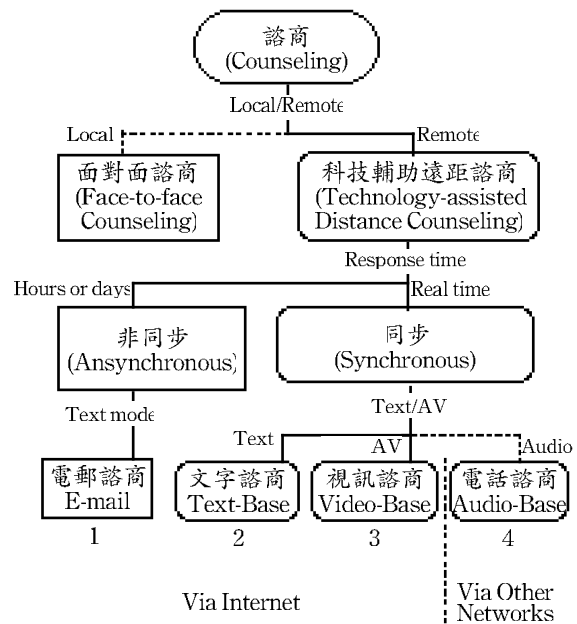 諮商
(Counseling)
Local/Remote
Local
Remote
面對面諮商
(Face-to-face
Counseling)
科技輔助遠距諮商
(Technology-assisted
Distance Counseling)
Response time
Hours or days
Real time
非同步
(Ansynchronous)
同步
(Synchronous)
Text mode
Text/AV
Text
AV
Audio
電郵諮商
E-mail
文字諮商
Text-Base
視訊諮商
Video-Base
電話諮商
Audio-Base
1
2
3
4
Via Internet
Via Other
Networks